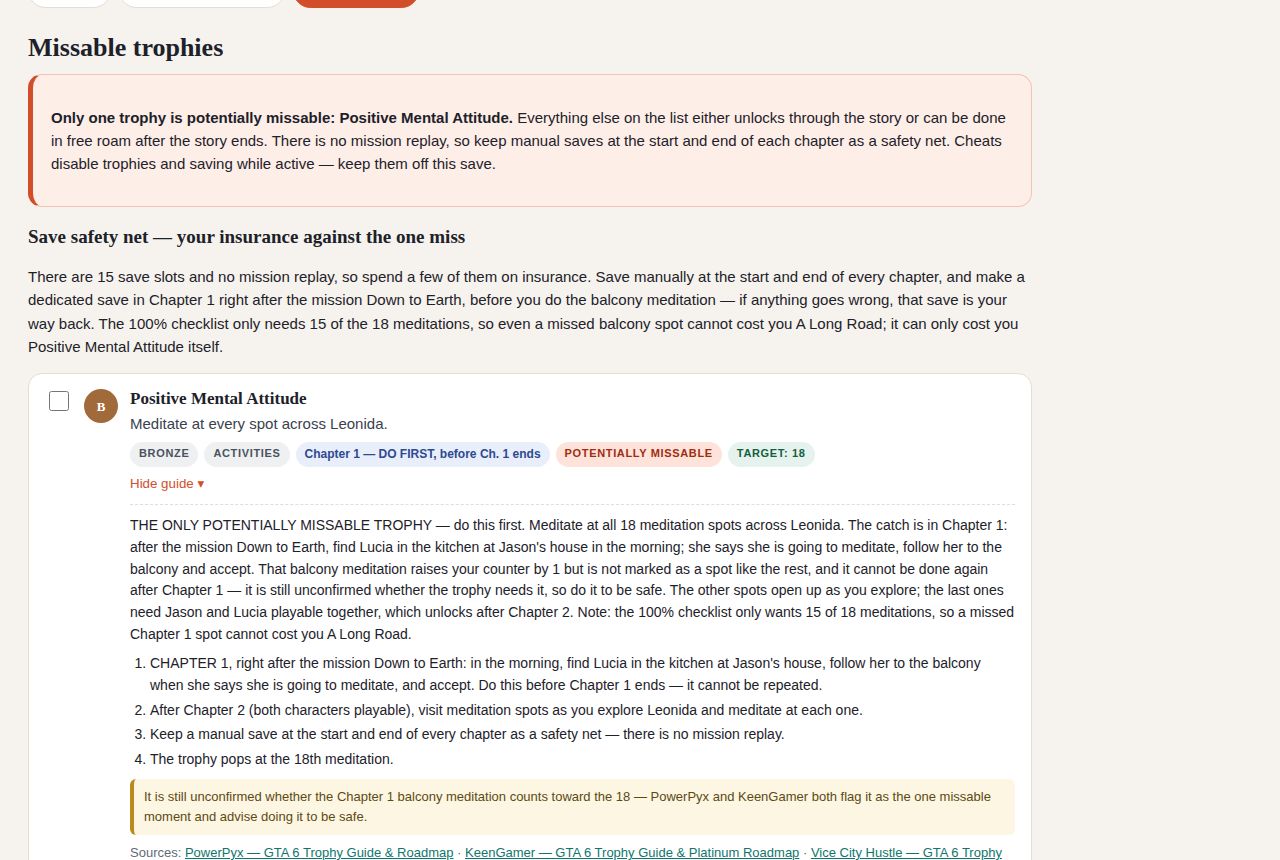 Missable trophies
Only one trophy is potentially missable: Positive Mental Attitude. Everything else on the list either unlocks through the story or can be done
in free roam after the story ends. There is no mission replay, so keep manual saves at the start and end of each chapter as a safety net. Cheats
disable trophies and saving while active — keep them off this save.
Save safety net — your insurance against the one miss
There are 15 save slots and no mission replay, so spend a few of them on insurance. Save manually at the start and end of every chapter, and make a
dedicated save in Chapter 1 right after the mission Down to Earth, before you do the balcony meditation — if anything goes wrong, that save is your
way back. The 100% checklist only needs 15 of the 18 meditations, so even a missed balcony spot cannot cost you A Long Road; it can only cost you
Positive Mental Attitude itself.
B
Positive Mental Attitude
Meditate at every spot across Leonida.
BRONZE ACTIVITIES Chapter 1 — DO FIRST, before Ch. 1 ends POTENTIALLY MISSABLE TARGET: 18
Hide guide ▾
THE ONLY POTENTIALLY MISSABLE TROPHY — do this first. Meditate at all 18 meditation spots across Leonida. The catch is in Chapter 1:
after the mission Down to Earth, find Lucia in the kitchen at Jason's house in the morning; she says she is going to meditate, follow her to the
balcony and accept. That balcony meditation raises your counter by 1 but is not marked as a spot like the rest, and it cannot be done again
after Chapter 1 — it is still unconfirmed whether the trophy needs it, so do it to be safe. The other spots open up as you explore; the last ones
need Jason and Lucia playable together, which unlocks after Chapter 2. Note: the 100% checklist only wants 15 of 18 meditations, so a missed
Chapter 1 spot cannot cost you A Long Road.
1. CHAPTER 1, right after the mission Down to Earth: in the morning, find Lucia in the kitchen at Jason's house, follow her to the balcony
when she says she is going to meditate, and accept. Do this before Chapter 1 ends — it cannot be repeated.
2. After Chapter 2 (both characters playable), visit meditation spots as you explore Leonida and meditate at each one.
3. Keep a manual save at the start and end of every chapter as a safety net — there is no mission replay.
4. The trophy pops at the 18th meditation.
It is still unconfirmed whether the Chapter 1 balcony meditation counts toward the 18 — PowerPyx and KeenGamer both flag it as the one missable
moment and advise doing it to be safe.
Sources: PowerPyx — GTA 6 Trophy Guide & Roadmap · KeenGamer — GTA 6 Trophy Guide & Platinum Roadmap · Vice City Hustle — GTA 6 Trophy